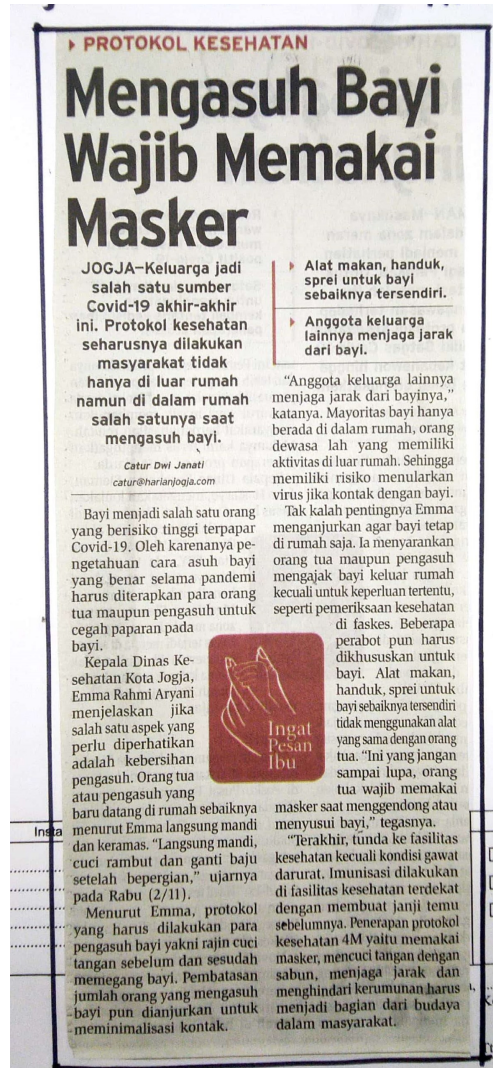 PROTOKOL KESEHATAN
Mengasuh Bayi
Wajib Memakai
Masker
JOGJA—Keluarga jadi
salah satu sumber
Covid-19 akhir-akhir
ini. Protokol kesehatan
seharusnya dilakukan
masyarakat tidak
hanya di luar rumah
namun di dalam rumah
salah satunya saat
mengasuh bayi.
Catur Dwi Janati
catur@harianjogja.com
Bayi menjadi salah satu orang
yang berisiko tinggi terpapar
Covid-19. Oleh karenanya pe-
ngetahuan cara asuh bayi
yang benar selama pandemi
harus diterapkan para orang
tua maupun pengasuh untuk
cegah paparan pada
bayi.
Kepala Dinas Ke-
sehatan Kota Jogja,
Emma Rahmi Aryani
menjelaskan jika
salah satu aspek yang
perlu diperhatikan
adalah kebersihan
pengasuh. Orang tua
atau pengasuh yang
baru datang di rumah sebaiknya
menurut Emma langsung mandi
dan keramas. “Langsung mandi,
cuci rambut dan ganti baju
setelah bepergian,” ujarnya
pada Rabu (2/11).
Menurut Emma, protokol
yang harus dilakukan para
pengasuh bayi yakni rajin cuci
tangan sebelum dan sesudah
memegang bayi. Pembatasan
jumlah orang yang mengasuh
bayi pun dianjurkan untuk
meminimalisasi kontak.
Alat makan, handuk,
sprei untuk bayi
sebaiknya tersendiri.
Anggota keluarga
lainnya menjaga jarak
dari bayi.
“Anggota keluarga lainnya
menjaga jarak dari bayinya,”
katanya. Mayoritas bayi hanya
berada di dalam rumah, orang
dewasa lah yang memiliki
aktivitas di luar rumah. Sehingga
memiliki risiko menularkan
virus jika kontak dengan bayi.
Tak kalah pentingnya Emma
menganjurkan agar bayi tetap
di rumah saja. Ia menyarankan
orang tua maupun pengasuh
mengajak bayi keluar rumah
kecuali untuk keperluan tertentu,
seperti pemeriksaan kesehatan
di faskes. Beberapa
perabot pun harus
dikhususkan untuk
bayi. Alat makan,
handuk, sprei untuk
bayi sebaiknya tersendiri
tidak menggunakan alat
yang sama dengan orang
tua. “Ini yang jangan
sampai lupa, orang
tua wajib memakai
masker saat menggendong atau
menyusui bayi,” tegasnya.
“Terakhir, tunda ke fasilitas
kesehatan kecuali kondisi gawat
darurat. Imunisasi dilakukan
di fasilitas kesehatan terdekat
dengan membuat janji temu
sebelumnya. Penerapan protokol
kesehatan 4M yaitu memakai
masker, mencuci tangan dengan
sabun, menjaga jarak dan
menghindari kerumunan harus
menjadi bagian dari budaya
dalam masyarakat.
Ingat
Pesan
Ibu
Insta